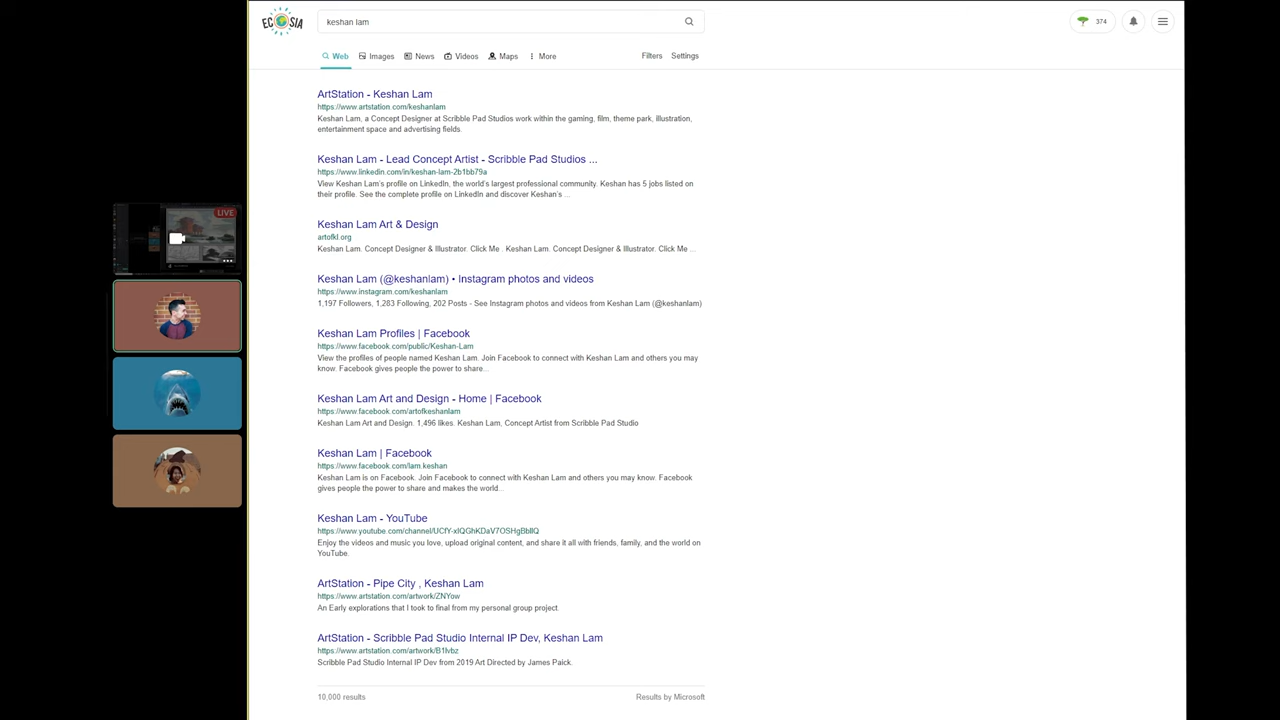 ECOSIA
keshan lam
374
Web Images News Videos Maps More
Filters Settings
ArtStation - Keshan Lam
https://www.artstation.com/keshanlam
Keshan Lam, a Concept Designer at Scribble Pad Studios work within the gaming, film, theme park, illustration,
entertainment space and advertising fields.
Keshan Lam - Lead Concept Artist - Scribble Pad Studios ...
https://www.linkedin.com/in/keshan-lam-2b1bb79a
View Keshan Lam's profile on LinkedIn, the world's largest professional community. Keshan has 5 jobs listed on
their profile. See the complete profile on LinkedIn and discover Keshan's ...
Keshan Lam Art & Design
artofkl.org
Keshan Lam. Concept Designer & Illustrator. Click Me . Keshan Lam. Concept Designer & Illustrator. Click Me ...
LIVE
Keshan Lam (@keshanlam) • Instagram photos and videos
https://www.instagram.com/keshanlam
1,197 Followers, 1,283 Following, 202 Posts - See Instagram photos and videos from Keshan Lam (@keshanlam)
Keshan Lam Profiles | Facebook
https://www.facebook.com/public/Keshan-Lam
View the profiles of people named Keshan Lam. Join Facebook to connect with Keshan Lam and others you may
know. Facebook gives people the power to share...
Keshan Lam Art and Design - Home | Facebook
https://www.facebook.com/artofkeshanlam
Keshan Lam Art and Design. 1,496 likes. Keshan Lam, Concept Artist from Scribble Pad Studio
Keshan Lam | Facebook
https://www.facebook.com/lam.keshan
Keshan Lam is on Facebook. Join Facebook to connect with Keshan Lam and others you may know. Facebook
gives people the power to share and makes the world...
Keshan Lam - YouTube
Enjoy the videos and music you love, upload original content, and share it all with friends, family, and the world on
YouTube.
ArtStation - Pipe City , Keshan Lam
https://www.artstation.com/artwork/ZNYow
An Early explorations that I took to final from my personal group project.
ArtStation - Scribble Pad Studio Internal IP Dev, Keshan Lam
Scribble Pad Studio Internal IP Dev from 2019 Art Directed by James Paick.
10,000 results
Results by Microsoft